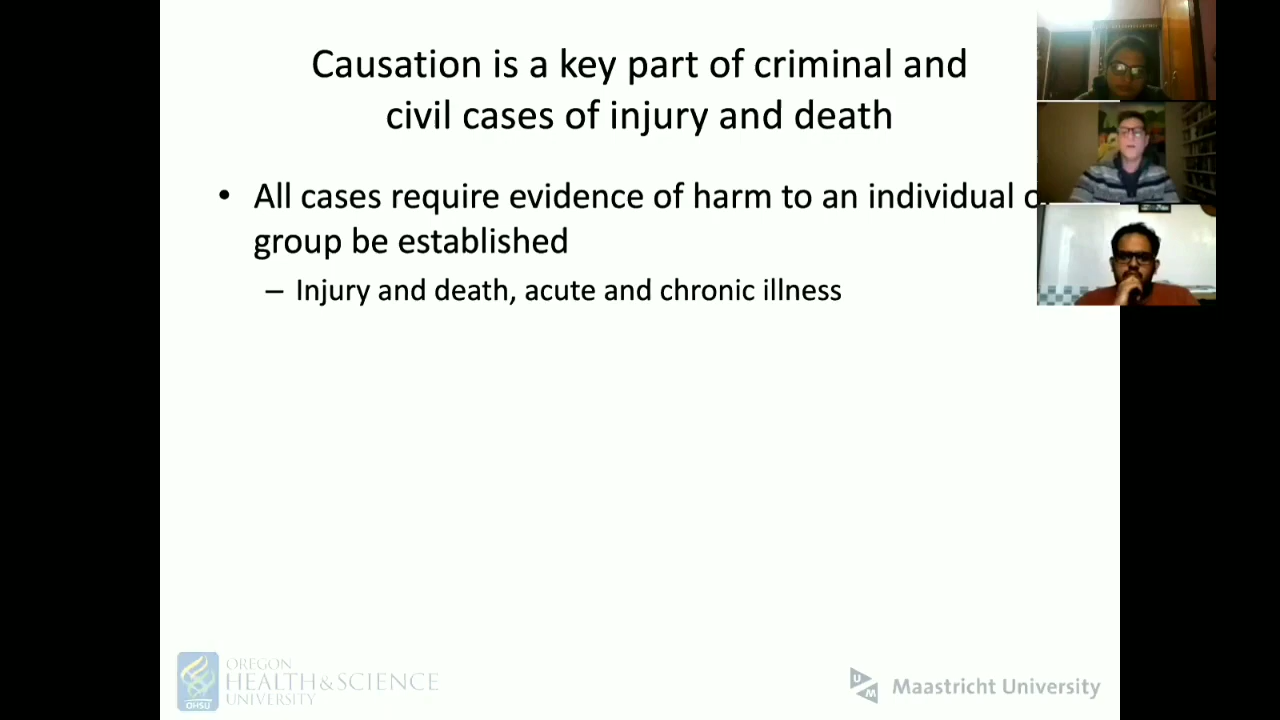 Causation is a key part of criminal and
civil cases of injury and death
• All cases require evidence of harm to an individual
group be established
– Injury and death, acute and chronic illness
OREGON
HEALTH & SCIENCE
UNIVERSITY
OHSU
U
M
Maastricht University